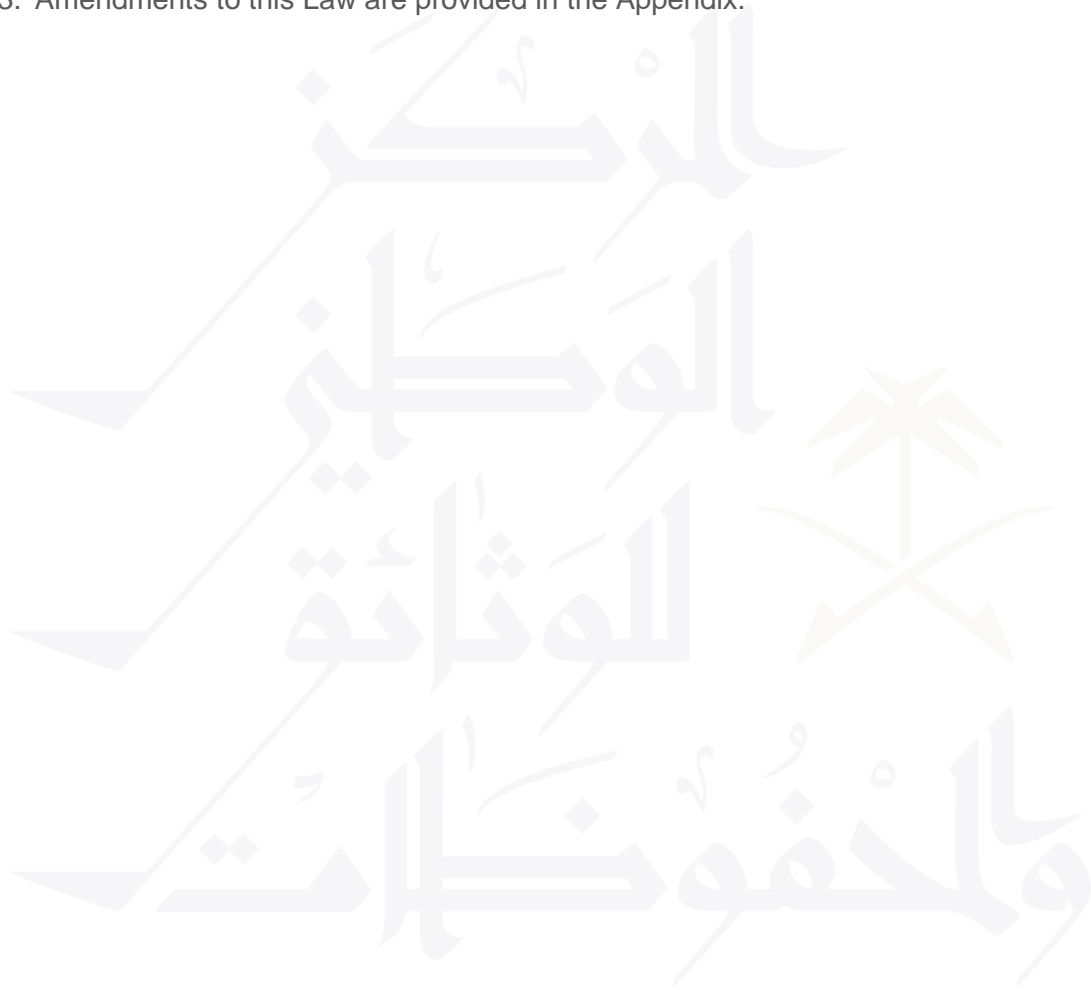 3. Amendments to this Law are provided in the Appendix.
المركز
الوطني
للوثائق
والمحفوظات